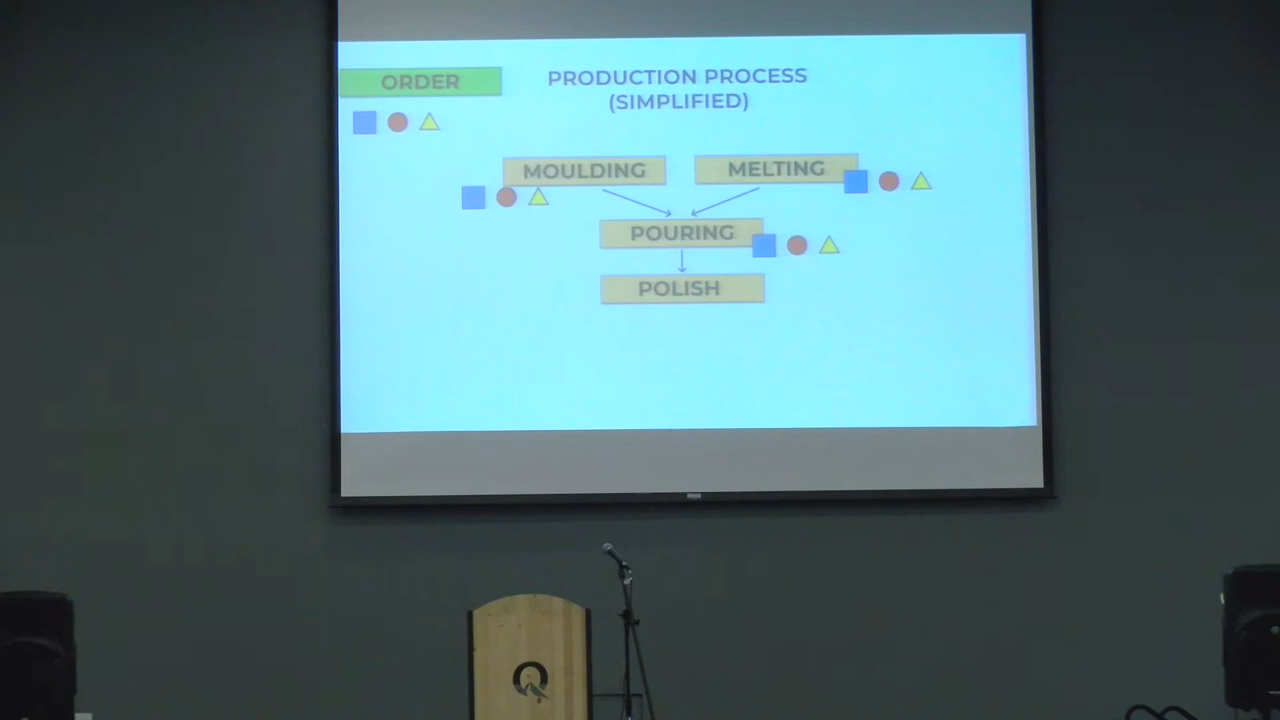 ORDER
PRODUCTION PROCESS
(SIMPLIFIED)
MOULDING
MELTING
POURING
POLISH
Q